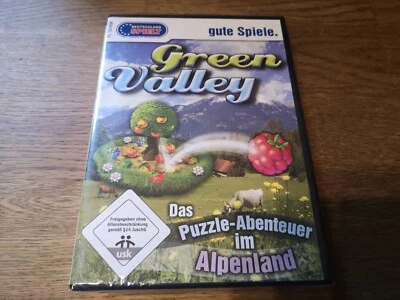 DEUTSCHLAND
SPIELT
gute Spiele.
Green
Valley
Das
Puzzle-Abenteuer
im
Alpenland
Freigegeben ohne
Altersbeschränkung
gemäß §14 JuSchG
usk